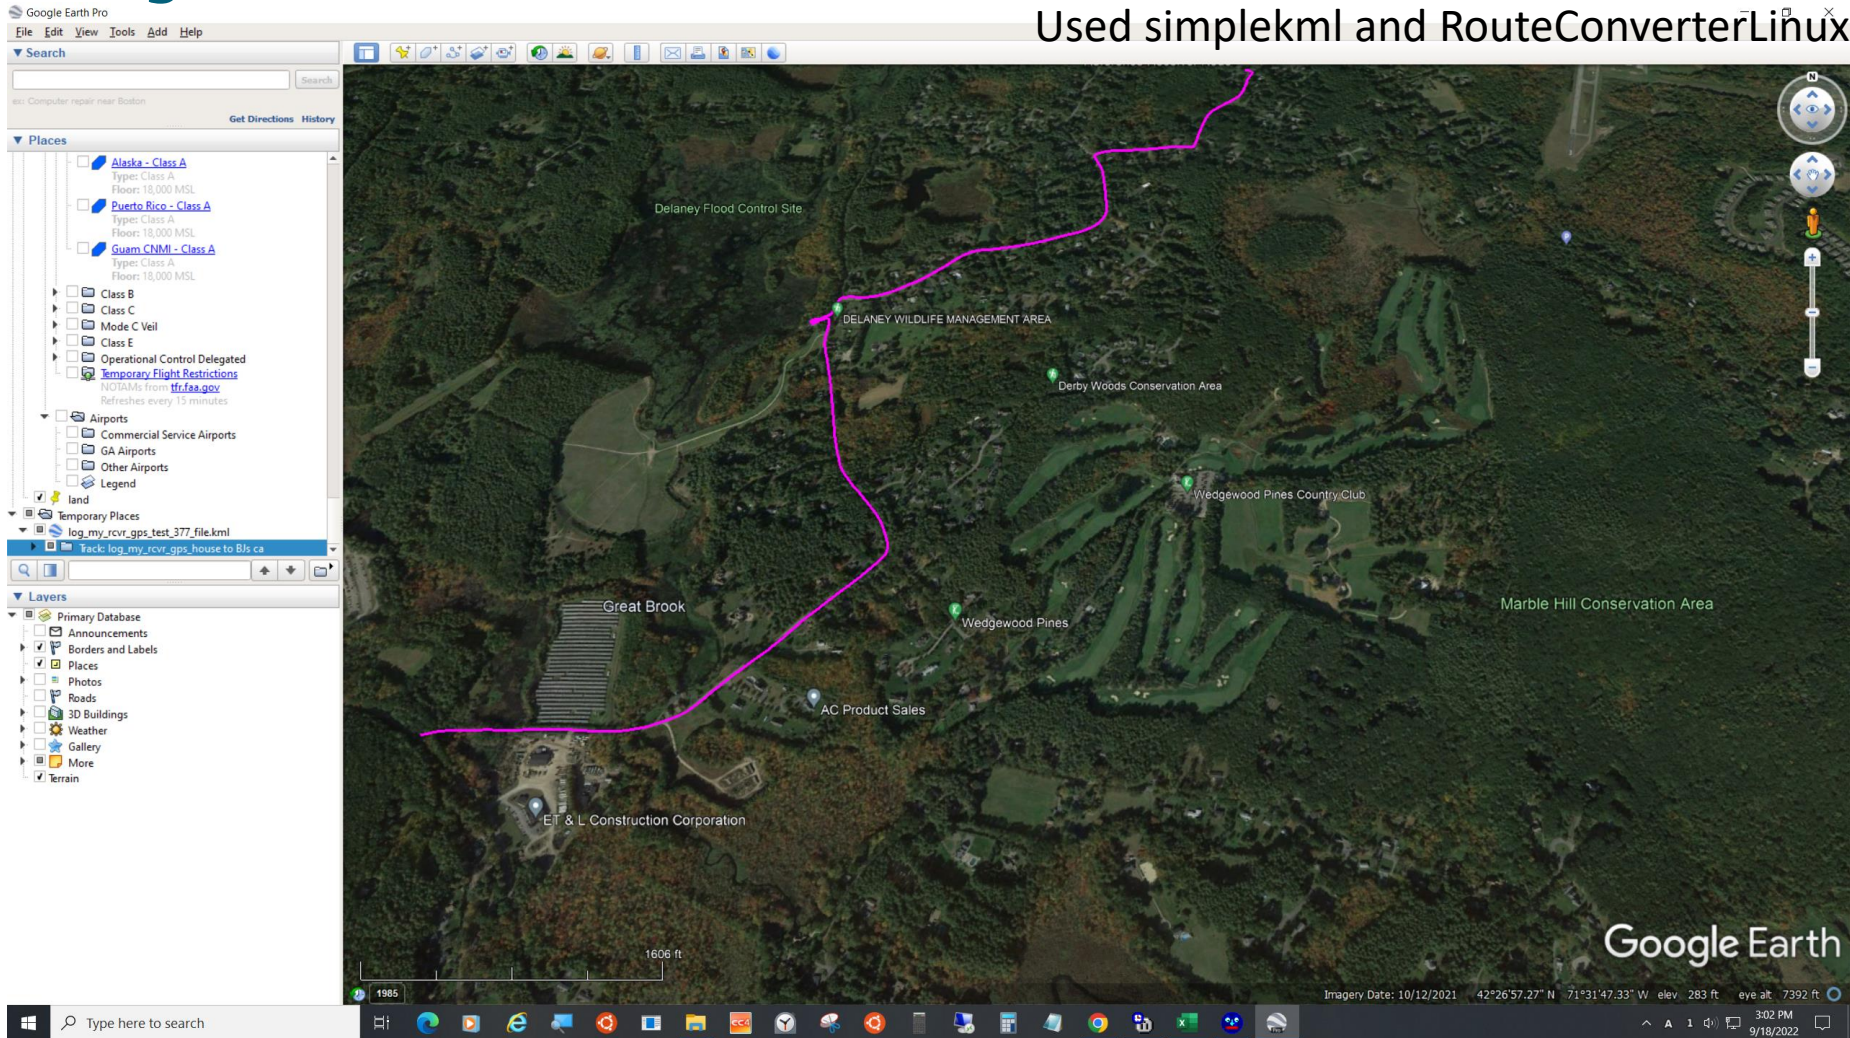 Google Earth Pro
Used simplekml and RouteConverterLinux
File Edit View Tools Add Help
Search
Search
ex: Computer repair near Boston
Get Directions History
Places
Alaska - Class A
Type: Class A
Floor: 18,000 MSL
Puerto Rico - Class A
Type: Class A
Floor: 18,000 MSL
Guam CNMI - Class A
Type: Class A
Floor: 18,000 MSL
Class B
Class C
Mode C Veil
Class E
Operational Control Delegated
Temporary Flight Restrictions
NOTAMs from tfr.faa.gov
Refreshes every 15 minutes
Airports
Commercial Service Airports
GA Airports
Other Airports
Legend
land
Temporary Places
log_my_rcvr_gps_test_377_file.kml
Track: log_my_rcvr_gps_house to BJs ca
Layers
Primary Database
Announcements
Borders and Labels
Places
Photos
Roads
3D Buildings
Weather
Gallery
More
Terrain
N
Delaney Flood Control Site
DELANEY WILDLIFE MANAGEMENT AREA
Derby Woods Conservation Area
Wedgewood Pines Country Club
Great Brook
Marble Hill Conservation Area
Wedgewood Pines
AC Product Sales
ET & L Construction Corporation
1606 ft
Google Earth
1985
Imagery Date: 10/12/2021 42°26'57.27" N 71°31'47.33" W elev 283 ft eye alt 7392 ft
Type here to search
cc4
A 1
3:02 PM
9/18/2022